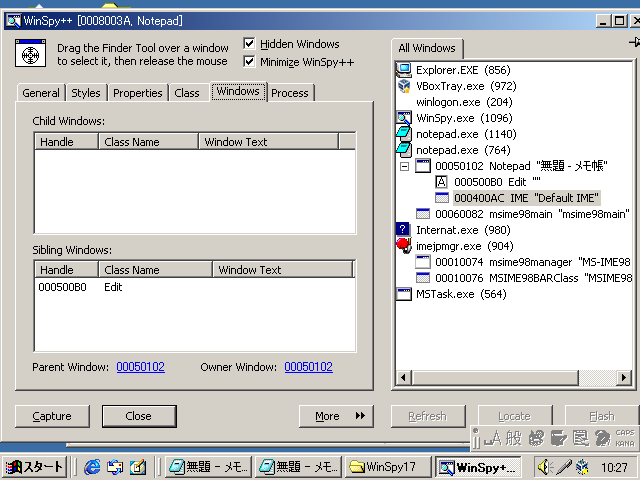 WinSpy++ [0008003A, Notepad]
Drag the Finder Tool over a window
to select it, then release the mouse
Hidden Windows
Minimize WinSpy++
General
Styles
Properties
Class
Windows
Process
Child Windows:
Handle Class Name Window Text
Sibling Windows:
Handle Class Name Window Text
000500B0 Edit
Parent Window: 00050102 Owner Window: 00050102
Capture
Close
More
All Windows
Explorer.EXE (856)
VBoxTray.exe (972)
winlogon.exe (204)
WinSpy.exe (1096)
notepad.exe (1140)
notepad.exe (764)
00050102 Notepad "無題 - メモ帳"
000500B0 Edit ""
000400AC IME "Default IME"
00060082 msime98main "msime98main"
Internat.exe (980)
imejpmgr.exe (904)
00010074 msime98manager "MS-IME98
00010076 MSIME98BARClass "MSIME98
MSTask.exe (564)
Refresh
Locate
Flash
A 般
CAPS
KANA
スタート
無題 - メモ...
無題 - メモ...
WinSpy17
WinSpy+...
10:27